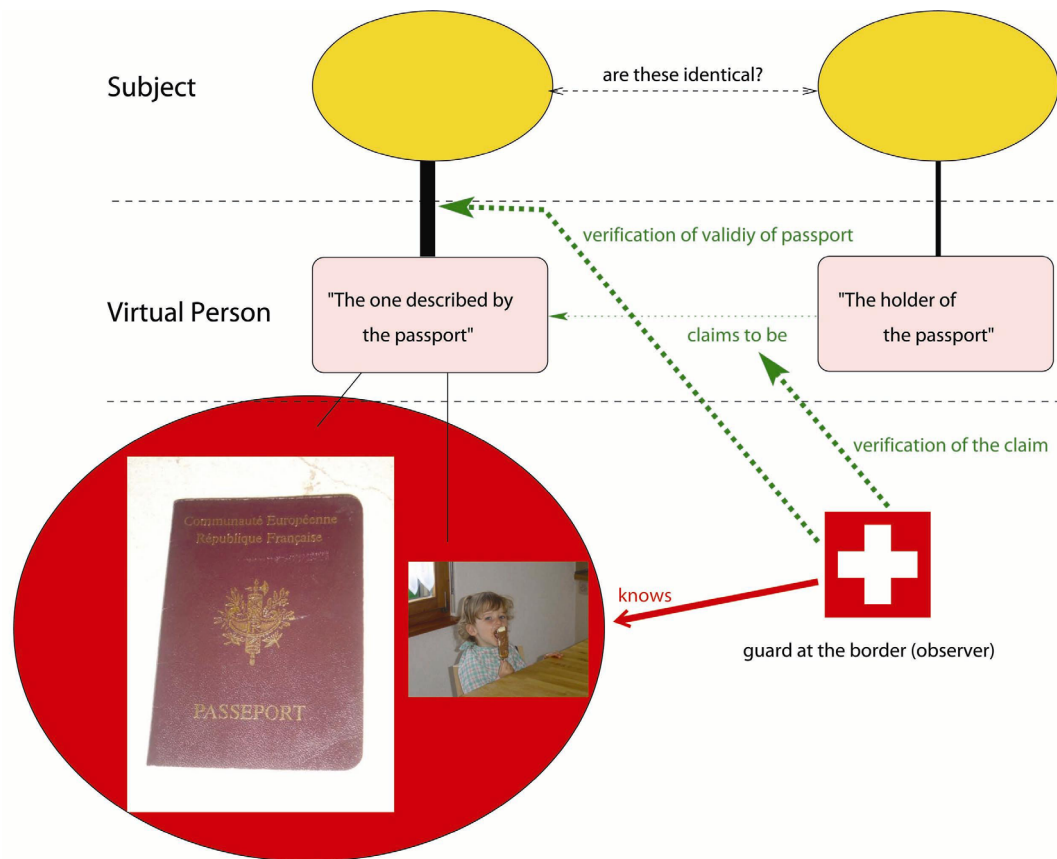 Subject
are these identical?
verification of validiy of passport
Virtual Person
"The one described by
the passport"
claims to be
"The holder of
the passport"
verification of the claim
Communauté Européenne
République Française
PASSEPORT
knows
guard at the border (observer)